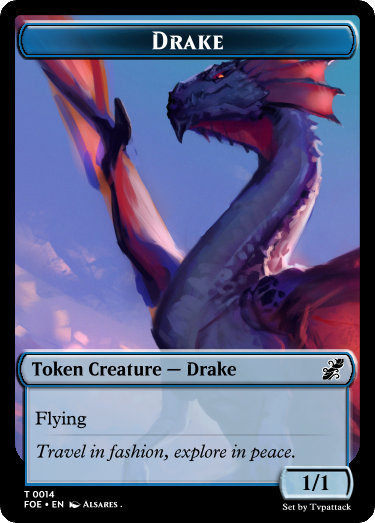 Drake
Token Creature — Drake
Flying
Travel in fashion, explore in peace.
1/1
T 0014
FOE • EN Alsares .
Set by Tvpattack